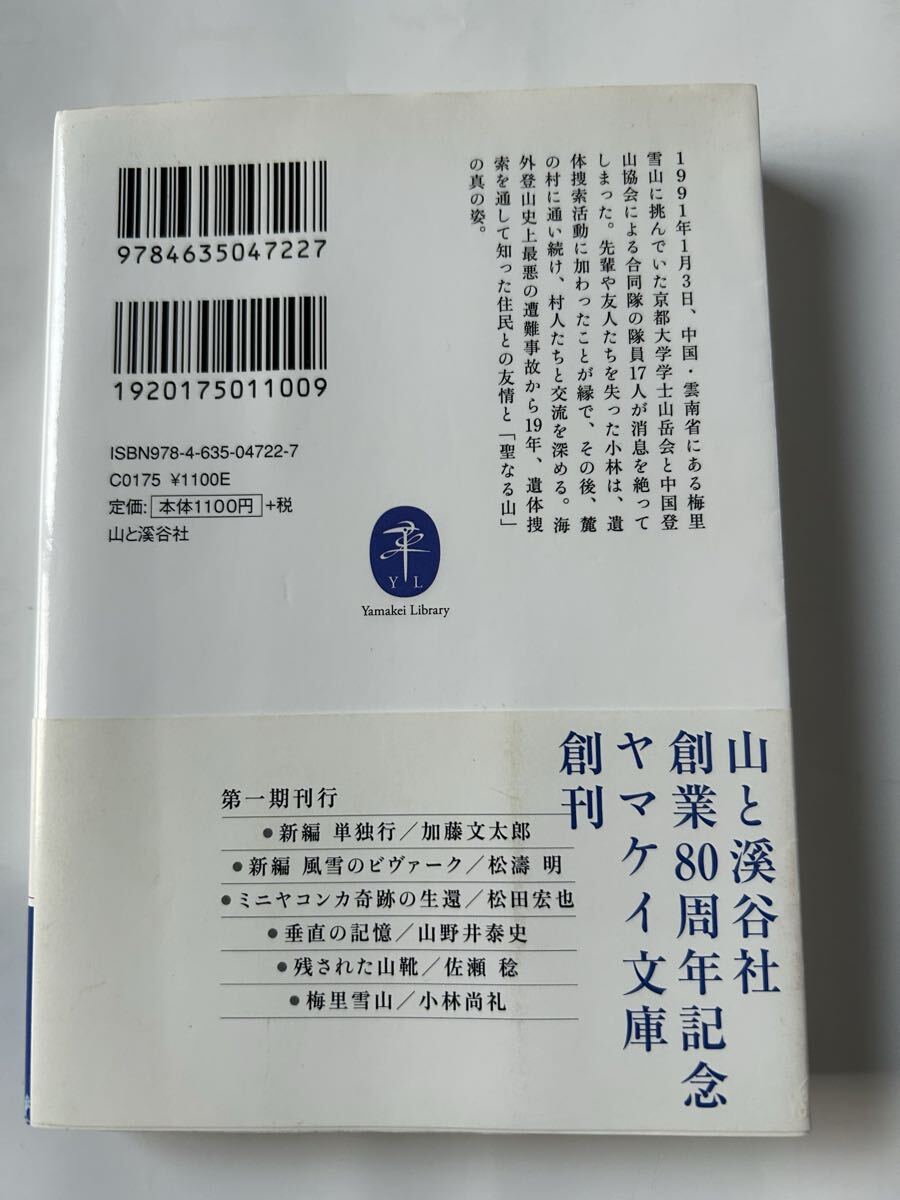 1991年1月3日、中国・雲南省にある梅里
雪山に挑んでいた京都大学学士山岳会と中国登
山協会による合同隊の隊員17人が消息を絶って
しまった。先輩や友人たちを失った小林は、遺
体捜索活動に加わったことが縁で、その後、麓
の村に通い続け、村人たちと交流を深める。海
外登山史上最悪の遭難事故から19年、遺体捜
索を通して知った住民との友情と「聖なる山」
の真の姿。
9784635047227
1920175011009
ISBN978-4-635-04722-7
C0175 ¥1100E
定価:本体1100円+税
山と溪谷社
Y L
Yamakei Library
山と溪谷社
創業80周年記念
ヤマケイ文庫
創刊
第一期刊行
●新編 単独行／加藤文太郎
●新編 風雪のビヴァーク／松濤 明
●ミニヤコンカ奇跡の生還／松田宏也
●垂直の記憶／山野井泰史
●残された山靴／佐瀬 稔
●梅里雪山／小林尚礼